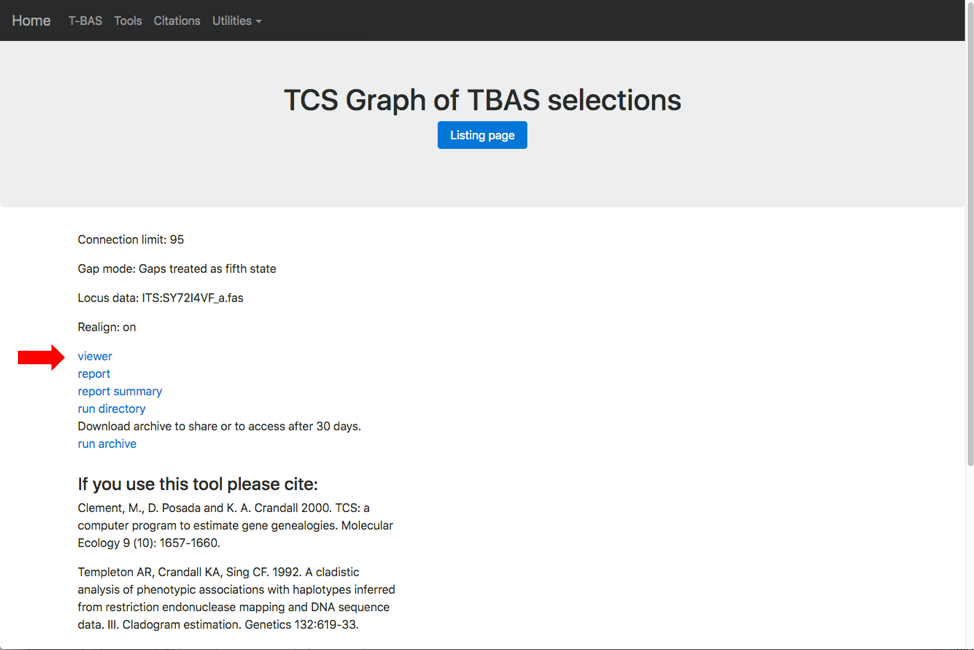 Home T-BAS Tools Citations Utilities
TCS Graph of TBAS selections
Listing page
Connection limit: 95
Gap mode: Gaps treated as fifth state
Locus data: ITS:SY72I4VF_a.fas
Realign: on
viewer
report
report summary
run directory
Download archive to share or to access after 30 days.
run archive
If you use this tool please cite:
Clement, M., D. Posada and K. A. Crandall 2000. TCS: a
computer program to estimate gene genealogies. Molecular
Ecology 9 (10): 1657-1660.
Templeton AR, Crandall KA, Sing CF. 1992. A cladistic
analysis of phenotypic associations with haplotypes inferred
from restriction endonuclease mapping and DNA sequence
data. III. Cladogram estimation. Genetics 132:619-33.